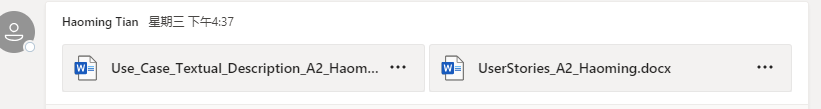 Haoming Tian 星期三 下午4:37
Use_Case_Textual_Description_A2_Haom... ...
UserStories_A2_Haoming.docx ...